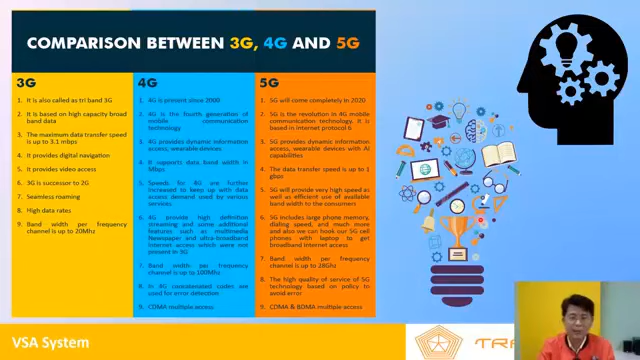 COMPARISON BETWEEN 3G, 4G AND 5G
3G
1. It is also called as tri band 3G
2. It is based on high capacity broad
band data
3. The maximum data transfer speed
is up to 3.1 mbps
4. It provides digital navigation
5. It provides video access
6. 3G is successor to 2G
7. Seamless roaming
8. High data rates
9. Band width per frequency
channel is up to 20Mhz
4G
1. 4G is present since 2000
2. 4G is the fourth generation of
mobile communication
technology
3. 4G provides dynamic information
access, wearable devices
4. It supports data band width in
Mbps
5. Speeds for 4G are further
increased to keep up with data
access demand used by various
services
6. 4G provide high definition
streaming and some additional
features such as multimedia
Newspaper and ultra-broadband
Internet access which were not
present in 3G
7. Band width per frequency
channel is up to 100Mhz
8. In 4G concatenated codes are
used for error detection
9. CDMA multiple access
5G
1. 5G will come completely in 2020
2. 5G is the revolution in 4G mobile
communication technology. It is
based in internet protocol 6
3. 5G provides dynamic information
access, wearable devices with AI
capabilities
4. The data transfer speed is up to 1
gbps
5. 5G will provide very high speed as
well as efficient use of available
band width to the consumers
6. 5G includes large phone memory,
dialing speed, and much more
and also we can hook our 5G cell
phones with laptop to get
broadband internet access
7. Band width per frequency
channel is up to 28Ghz
8. The high quality of service of 5G
technology based on policy to
avoid error
9. CDMA & BDMA multiple access
VSA System